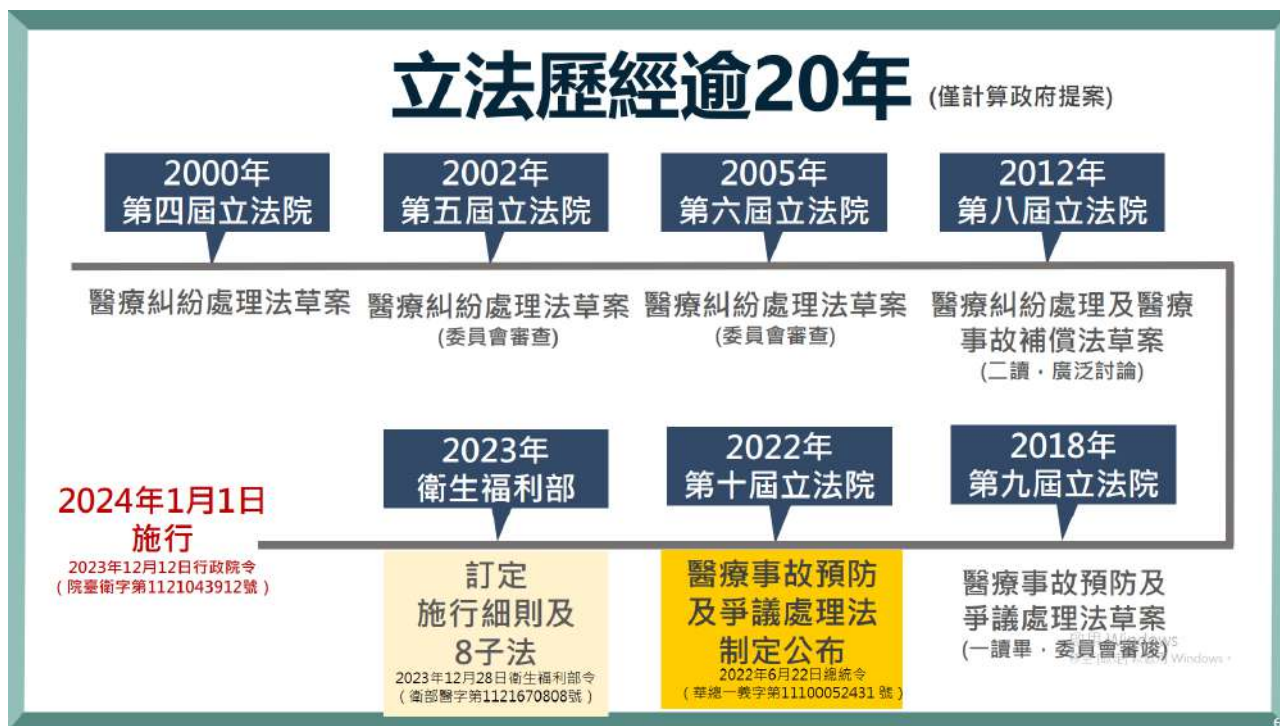 立法歷經逾20年 (僅計算政府提案)
2000年
第四屆立法院
醫療糾紛處理法草案
2002年
第五屆立法院
醫療糾紛處理法草案
(委員會審查)
2005年
第六屆立法院
醫療糾紛處理法草案
(委員會審查)
2012年
第八屆立法院
醫療糾紛處理及醫療
事故補償法草案
(二讀，廣泛討論)
2018年
第九屆立法院
醫療事故預防及
爭議處理法草案
(一讀畢，委員會審竣)
2022年
第十屆立法院
醫療事故預防
及爭議處理法
制定公布
2022年6月22日總統令
（華總一義字第11100052431 號）
2023年
衛生福利部
訂定
施行細則及
8子法
2023年12月28日衛生福利部令
（衛部醫字第1121670808號）
2024年1月1日
施行
2023年12月12日行政院令
（院臺衛字第1121043912號）
Windows
Windows。